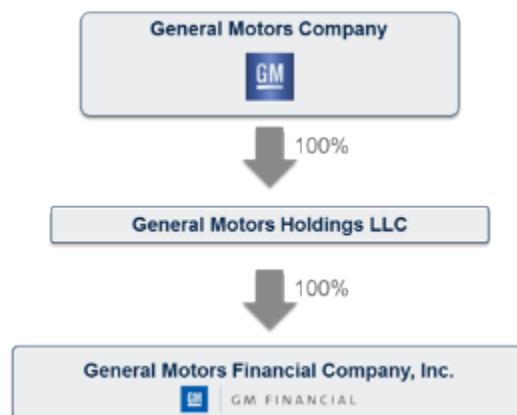 General Motors Company
GM
100%
General Motors Holdings LLC
100%
General Motors Financial Company, Inc.
GM GM FINANCIAL